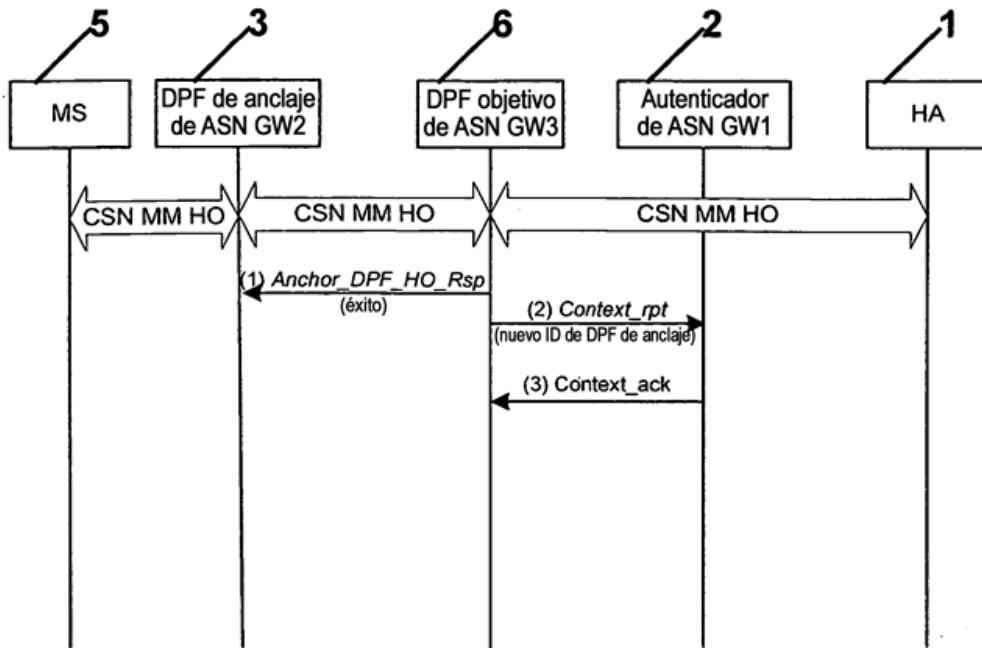 5
3
6
2
1
MS
DPF de anclaje
de ASN GW2
DPF objetivo
de ASN GW3
Autenticador
de ASN GW1
HA
CSN MM HO
CSN MM HO
CSN MM HO
(1) Anchor_DPF_HO_Rsp
(éxito)
(2) Context_rpt
(nuevo ID de DPF de anclaje)
(3) Context_ack